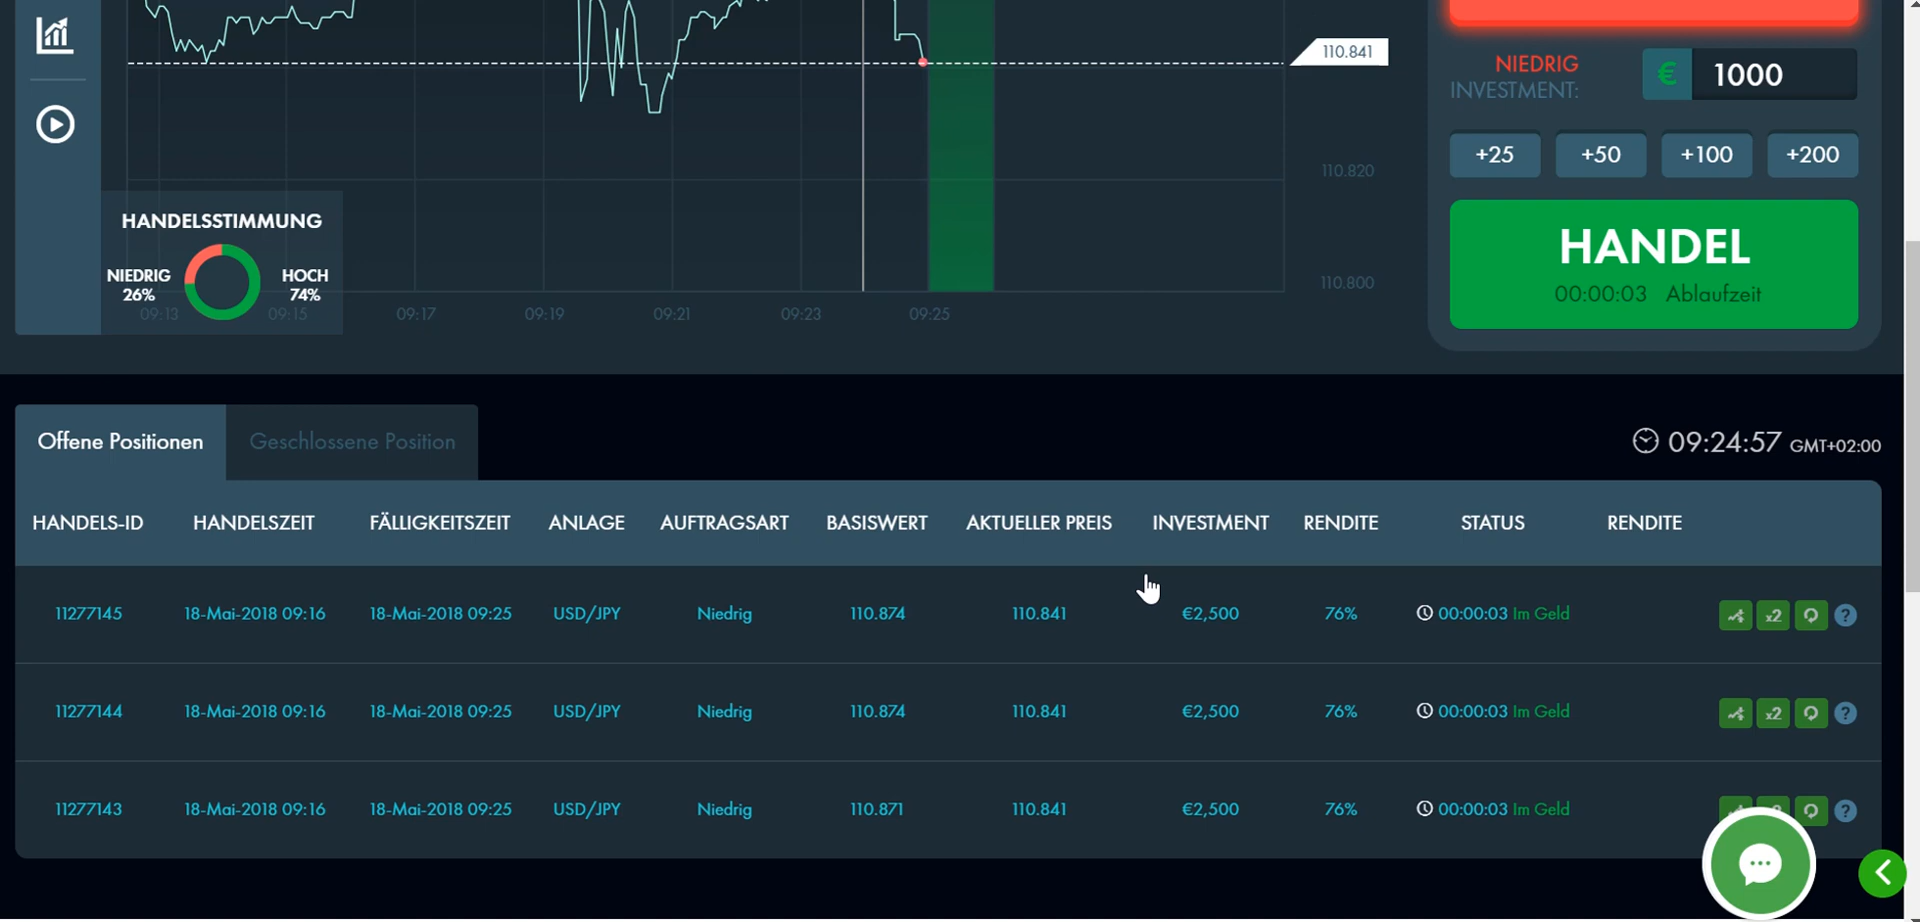 110.841
NIEDRIG
INVESTMENT:
€ 1000
+25 +50 +100 +200
110.820
HANDELSSTIMMUNG
NIEDRIG
26%
HOCH
74%
HANDEL
00:00:03 Ablaufzeit
110.800
09:13 09:15 09:17 09:19 09:21 09:23 09:25
Offene Positionen Geschlossene Position
09:24:57 GMT+02:00
HANDELS-ID HANDELSZEIT FÄLLIGKEITSZEIT ANLAGE AUFTRAGSART BASISWERT AKTUELLER PREIS INVESTMENT RENDITE STATUS RENDITE
11277145 18-Mai-2018 09:16 18-Mai-2018 09:25 USD/JPY Niedrig 110.874 110.841 €2,500 76% 00:00:03 Im Geld x2 ?
11277144 18-Mai-2018 09:16 18-Mai-2018 09:25 USD/JPY Niedrig 110.874 110.841 €2,500 76% 00:00:03 Im Geld x2 ?
11277143 18-Mai-2018 09:16 18-Mai-2018 09:25 USD/JPY Niedrig 110.871 110.841 €2,500 76% 00:00:03 Im Geld ?